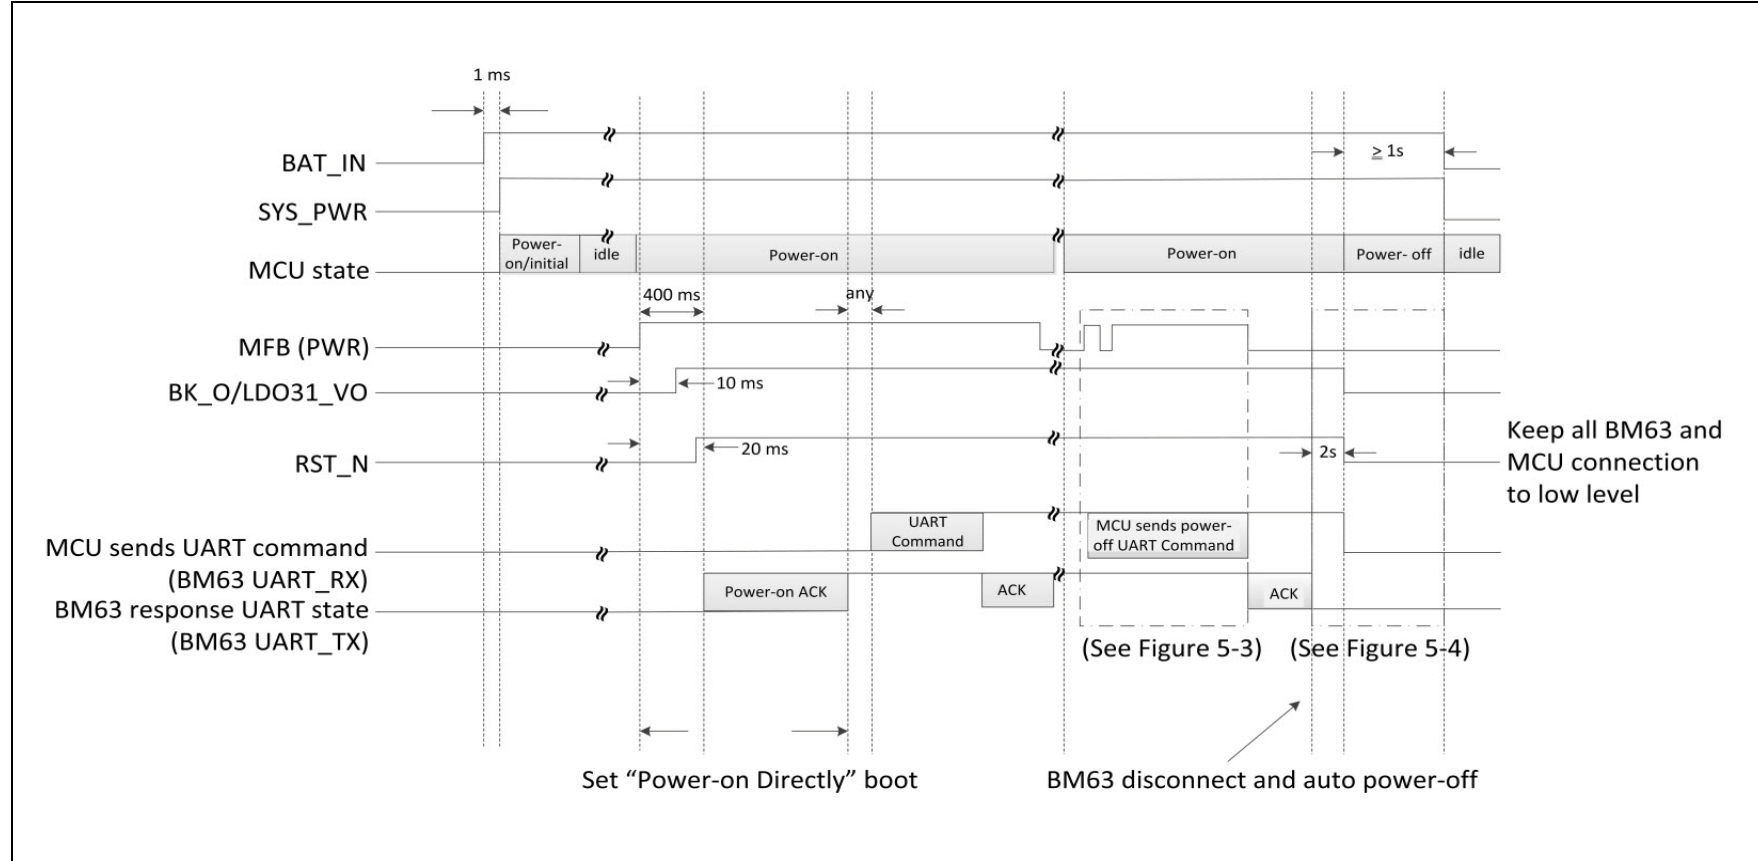 1 ms
BAT_IN
≥ 1s
SYS_PWR
Power-
on/initial
idle
Power-on
Power-on
Power- off
idle
MCU state
400 ms
any
MFB (PWR)
BK_O/LDO31_VO
10 ms
RST_N
20 ms
2s
Keep all BM63 and
MCU connection
to low level
UART
Command
MCU sends power-
off UART Command
MCU sends UART command
(BM63 UART_RX)
Power-on ACK
ACK
ACK
BM63 response UART state
(BM63 UART_TX)
(See Figure 5-3)
(See Figure 5-4)
Set “Power-on Directly” boot
BM63 disconnect and auto power-off